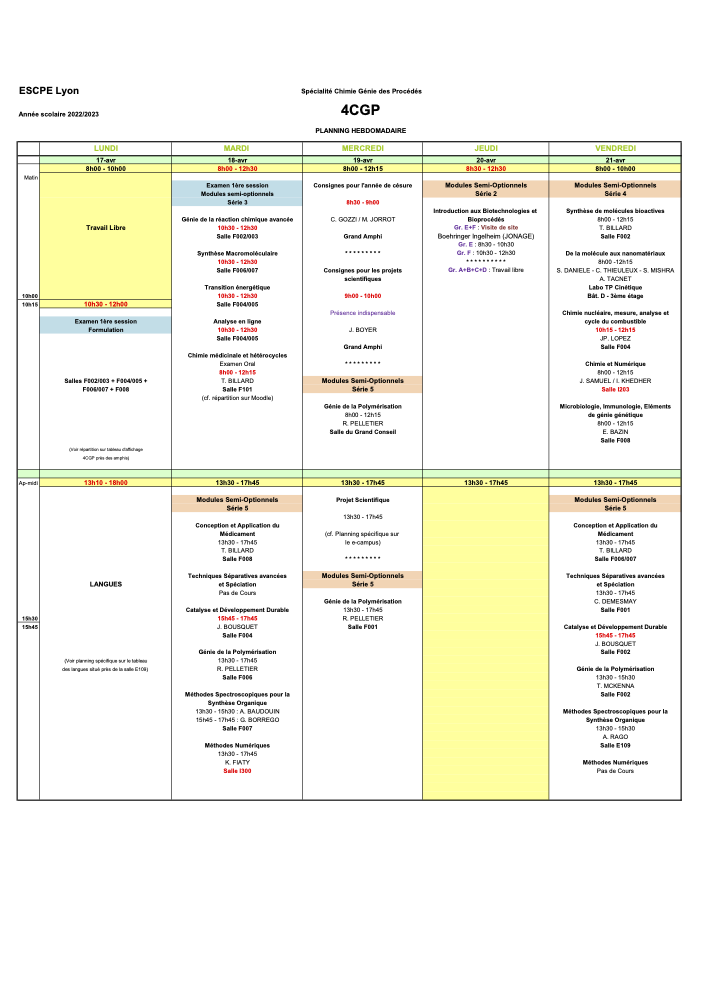 ESCPE Lyon
Spécialité Chimie Génie des Procédés
Année scolaire 2022/2023
4CGP
PLANNING HEBDOMADAIRE
LUNDI
MARDI
MERCREDI
JEUDI
VENDREDI
17-avr
18-avr
19-avr
20-avr
21-avr
8h00 - 10h00
8h00 - 12h30
8h00 - 12h15
8h30 - 12h30
8h00 - 10h00
Matin
Travail Libre
10h00
10h15
10h30 - 12h00
Examen 1ère session
Formulation
Salles F002/003 + F004/005 +
F006/007 + F008
(Voir répartition sur tableau d'affichage
4CGP près des amphis)
Examen 1ère session
Modules semi-optionnels
Série 3
Génie de la réaction chimique avancée
10h30 - 12h30
Salle F002/003
Synthèse Macromoléculaire
10h30 - 12h30
Salle F006/007
Transition énergétique
10h30 - 12h30
Salle F004/005
Analyse en ligne
10h30 - 12h30
Salle F004/005
Chimie médicinale et hétérocycles
Examen Oral
8h00 - 12h15
T. BILLARD
Salle F101
(cf. répartition sur Moodle)
Consignes pour l'année de césure
8h30 - 9h00
C. GOZZI / M. JORROT
Grand Amphi
* * * * * * * * *
Consignes pour les projets
scientifiques
9h00 - 10h00
Présence indispensable
J. BOYER
Grand Amphi
* * * * * * * * *
Modules Semi-Optionnels
Série 5
Génie de la Polymérisation
8h00 - 12h15
R. PELLETIER
Salle du Grand Conseil
Modules Semi-Optionnels
Série 2
Introduction aux Biotechnologies et
Bioprocédés
Gr. E+F : Visite de site
Boehringer Ingelheim (JONAGE)
Gr. E : 8h30 - 10h30
Gr. F : 10h30 - 12h30
* * * * * * * * * *
Gr. A+B+C+D : Travail libre
Modules Semi-Optionnels
Série 4
Synthèse de molécules bioactives
8h00 - 12h15
T. BILLARD
Salle F002
De la molécule aux nanomatériaux
8h00 -12h15
S. DANIELE - C. THIEULEUX - S. MISHRA
A. TACNET
Labo TP Cinétique
Bât. D - 3ème étage
Chimie nucléaire, mesure, analyse et
cycle du combustible
10h15 - 12h15
JP. LOPEZ
Salle F004
Chimie et Numérique
8h00 - 12h15
J. SAMUEL / I. KHEDHER
Salle I203
Microbiologie, Immunologie, Eléments
de génie génétique
8h00 - 12h15
E. BAZIN
Salle F008
Ap-midi
13h10 - 18h00
13h30 - 17h45
13h30 - 17h45
13h30 - 17h45
13h30 - 17h45
LANGUES
15h30
15h45
(Voir planning spécifique sur le tableau
des langues situé près de la salle E109)
Modules Semi-Optionnels
Série 5
Conception et Application du
Médicament
13h30 - 17h45
T. BILLARD
Salle F008
Techniques Séparatives avancées
et Spéciation
Pas de Cours
Catalyse et Développement Durable
15h45 - 17h45
J. BOUSQUET
Salle F004
Génie de la Polymérisation
13h30 - 17h45
R. PELLETIER
Salle F006
Méthodes Spectroscopiques pour la
Synthèse Organique
13h30 - 15h30 : A. BAUDOUIN
15h45 - 17h45 : G. BORREGO
Salle F007
Méthodes Numériques
13h30 - 17h45
K. FIATY
Salle I300
Projet Scientifique
13h30 - 17h45
(cf. Planning spécifique sur
le e-campus)
* * * * * * * * *
Modules Semi-Optionnels
Série 5
Génie de la Polymérisation
13h30 - 17h45
R. PELLETIER
Salle F001
Modules Semi-Optionnels
Série 5
Conception et Application du
Médicament
13h30 - 17h45
T. BILLARD
Salle F006/007
Techniques Séparatives avancées
et Spéciation
13h30 - 17h45
C. DEMESMAY
Salle F001
Catalyse et Développement Durable
15h45 - 17h45
J. BOUSQUET
Salle F002
Génie de la Polymérisation
13h30 - 15h30
T. MCKENNA
Salle F002
Méthodes Spectroscopiques pour la
Synthèse Organique
13h30 - 15h30
A. RAGO
Salle E109
Méthodes Numériques
Pas de Cours